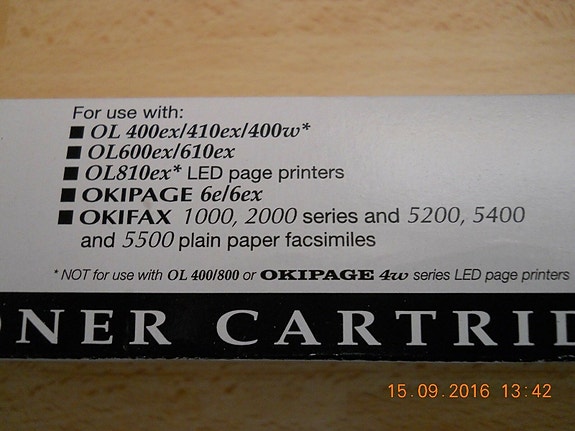 For use with:
■ OL 400ex/410ex/400w*
■ OL600ex/610ex
■ OL810ex* LED page printers
■ OKIPAGE 6e/6ex
■ OKIFAX 1000, 2000 series and 5200, 5400
and 5500 plain paper facsimiles
* NOT for use with OL 400/800 or OKIPAGE 4w series LED page printers
ONER CARTRID
15.09.2016 13:42